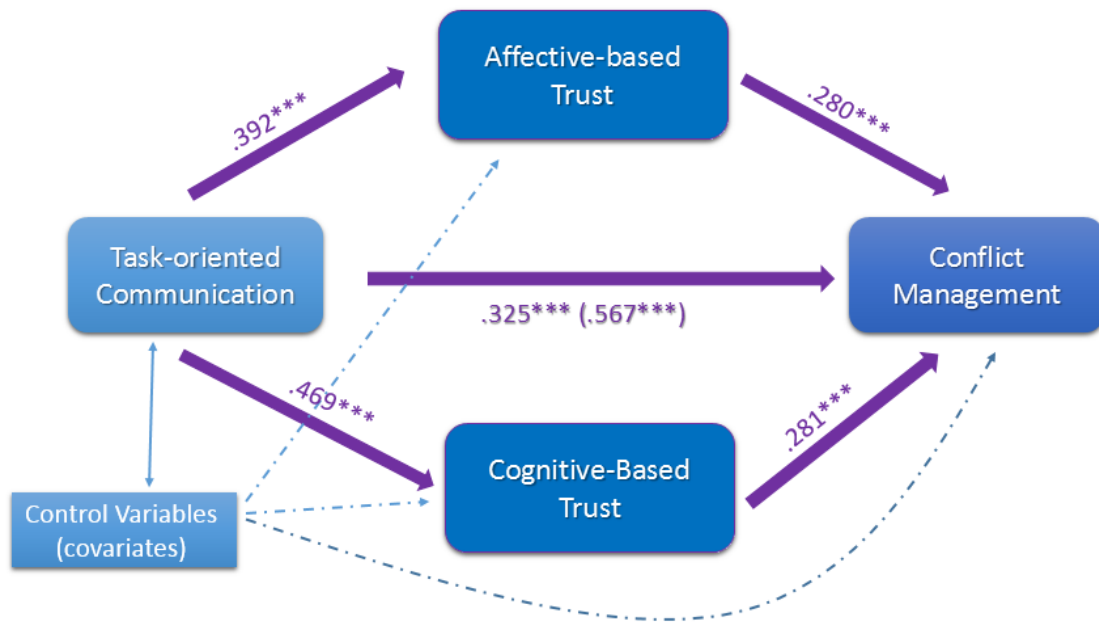 Affective-based
Trust
.392***
.280***
Task-oriented
Communication
Conflict
Management
.325*** (.567***)
.469***
.281***
Cognitive-Based
Trust
Control Variables
(covariates)